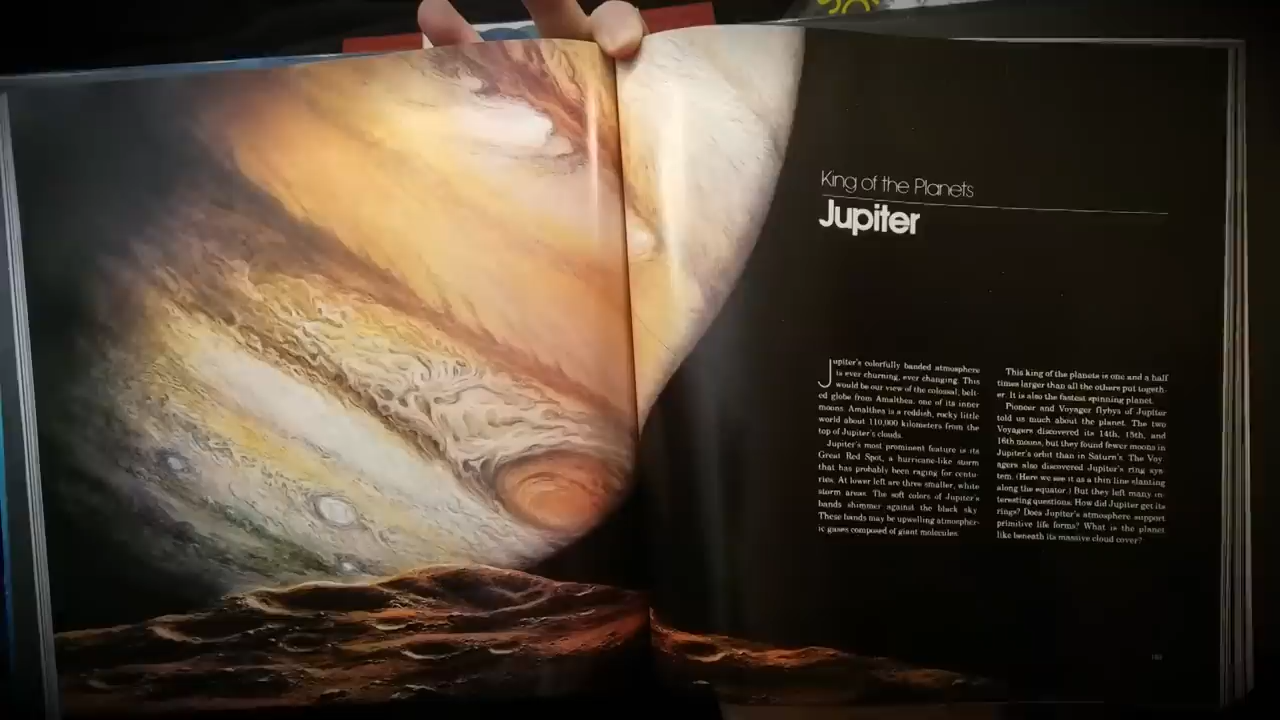 King of the Planets
Jupiter
Jupiter's colorfully banded atmosphere
is ever churning, ever changing. This
would be our view of the colossal, belt-
ed globe from Amalthea, one of its inner
moons. Amalthea is a reddish, rocky little
world about 110,000 kilometers from the
top of Jupiter's clouds.
Jupiter's most prominent feature is its
Great Red Spot, a hurricane-like storm
that has probably been raging for centu-
ries. At lower left are three smaller, white
storm areas. The soft colors of Jupiter's
bands shimmer against the black sky.
These bands may be upwelling atmospher-
ic gases composed of giant molecules.
This king of the planets is one and a half
times larger than all the others put togeth-
er. It is also the fastest spinning planet.
Pioneer and Voyager flybys of Jupiter
told us much about the planet. The two
Voyagers discovered its 14th, 15th, and
16th moons, but they found fewer moons in
Jupiter's orbit than in Saturn's. The Voy-
agers also discovered Jupiter's ring sys-
tem. (Here we see it as a thin line slanting
along the equator.) But they left many in-
teresting questions: How did Jupiter get its
rings? Does Jupiter's atmosphere support
primitive life forms? What is the planet
like beneath its massive cloud cover?